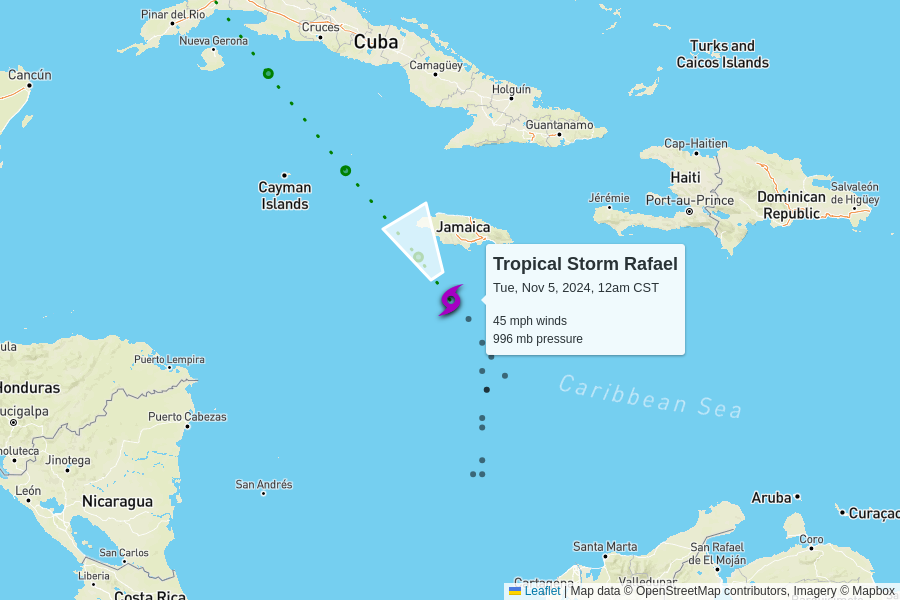 Pinar del Rio
Cruces
Cuba
Nueva Gerona
Turks and
Caicos Islands
Cancún
Camagüey
Holguín
Guantanamo
Cap-Haitien
Haiti
Cayman
Islands
Jérémie
Port-au-Prince
Dominican
Republic
Salvaleón
de Higüey
Jamaica
Tropical Storm Rafael
Tue, Nov 5, 2024, 12am CST
45 mph winds
996 mb pressure
ula
Puerto Lempira
Honduras
ucigalpa
Puerto Cabezas
Caribbean Sea
noluteca
Jinotega
León
Nicaragua
San Andrés
Aruba
Curaçao
San Carlos
Liberia
Costa Rica
Santa Marta
San Rafael
de El Moján
Coro
Cartagena
Valledupar
Leaflet | Map data © OpenStreetMap contributors, Imagery © Mapbox